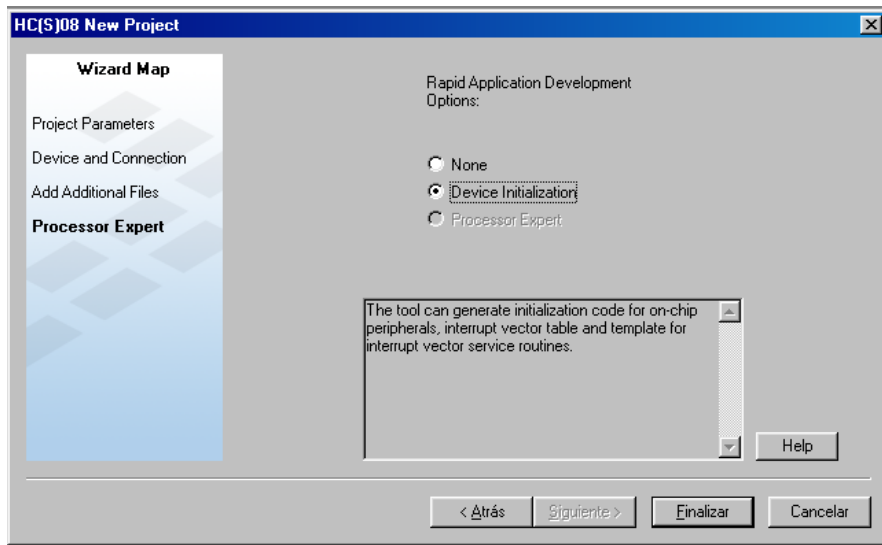 HC(S)08 New Project
Wizard Map
Project Parameters
Device and Connection
Add Additional Files
Processor Expert
Rapid Application Development
Options:
None
Device Initialization
Processor Expert
The tool can generate initialization code for on-chip
peripherals, interrupt vector table and template for
interrupt vector service routines.
Help
< Atrás
Siguiente >
Finalizar
Cancelar